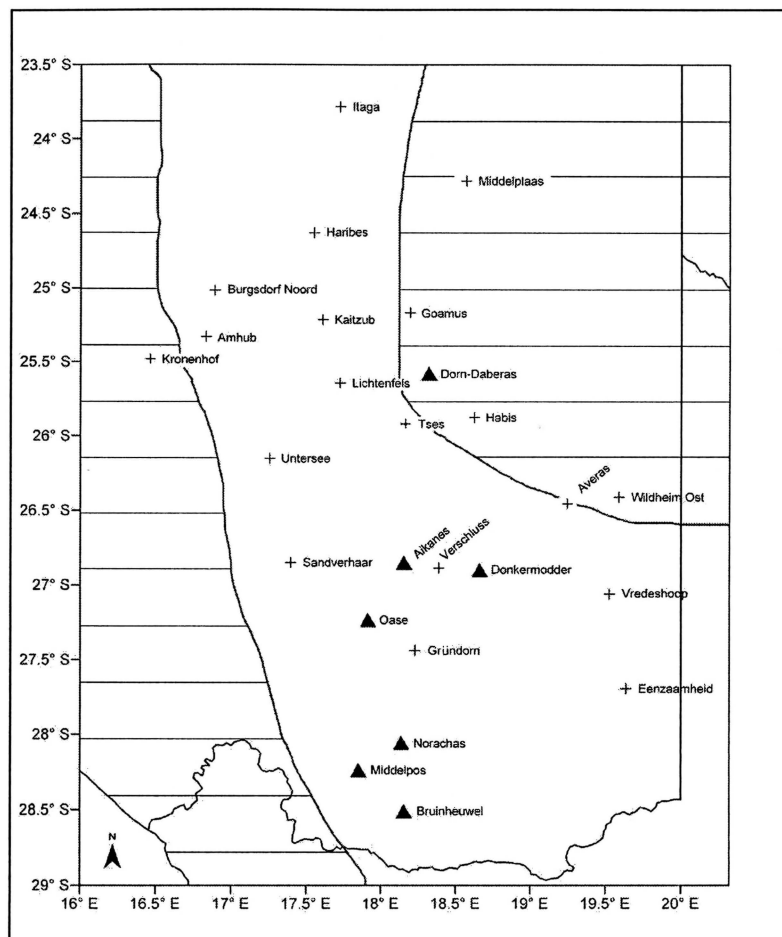 23.5° S
Itaga
24° S
Middelplaas
24.5° S
Haribes
25° S
Burgsdorf Noord
Kaitzub
Goamus
Amhub
Kronenhof
25.5° S
Dorn-Daberas
Lichtenfels
Habis
Tses
26° S
Untersee
Averas
Wildheim Ost
26.5° S
Aikanes
Verschluss
Sandverhaar
Donkermodder
27° S
Vredeshoop
Oase
Gründorn
27.5° S
Eenzaamheid
28° S
Norachas
Middelpos
28.5° S
Bruinheuwel
N
29° S
16° E 16.5° E 17° E 17.5° E 18° E 18.5° E 19° E 19.5° E 20° E